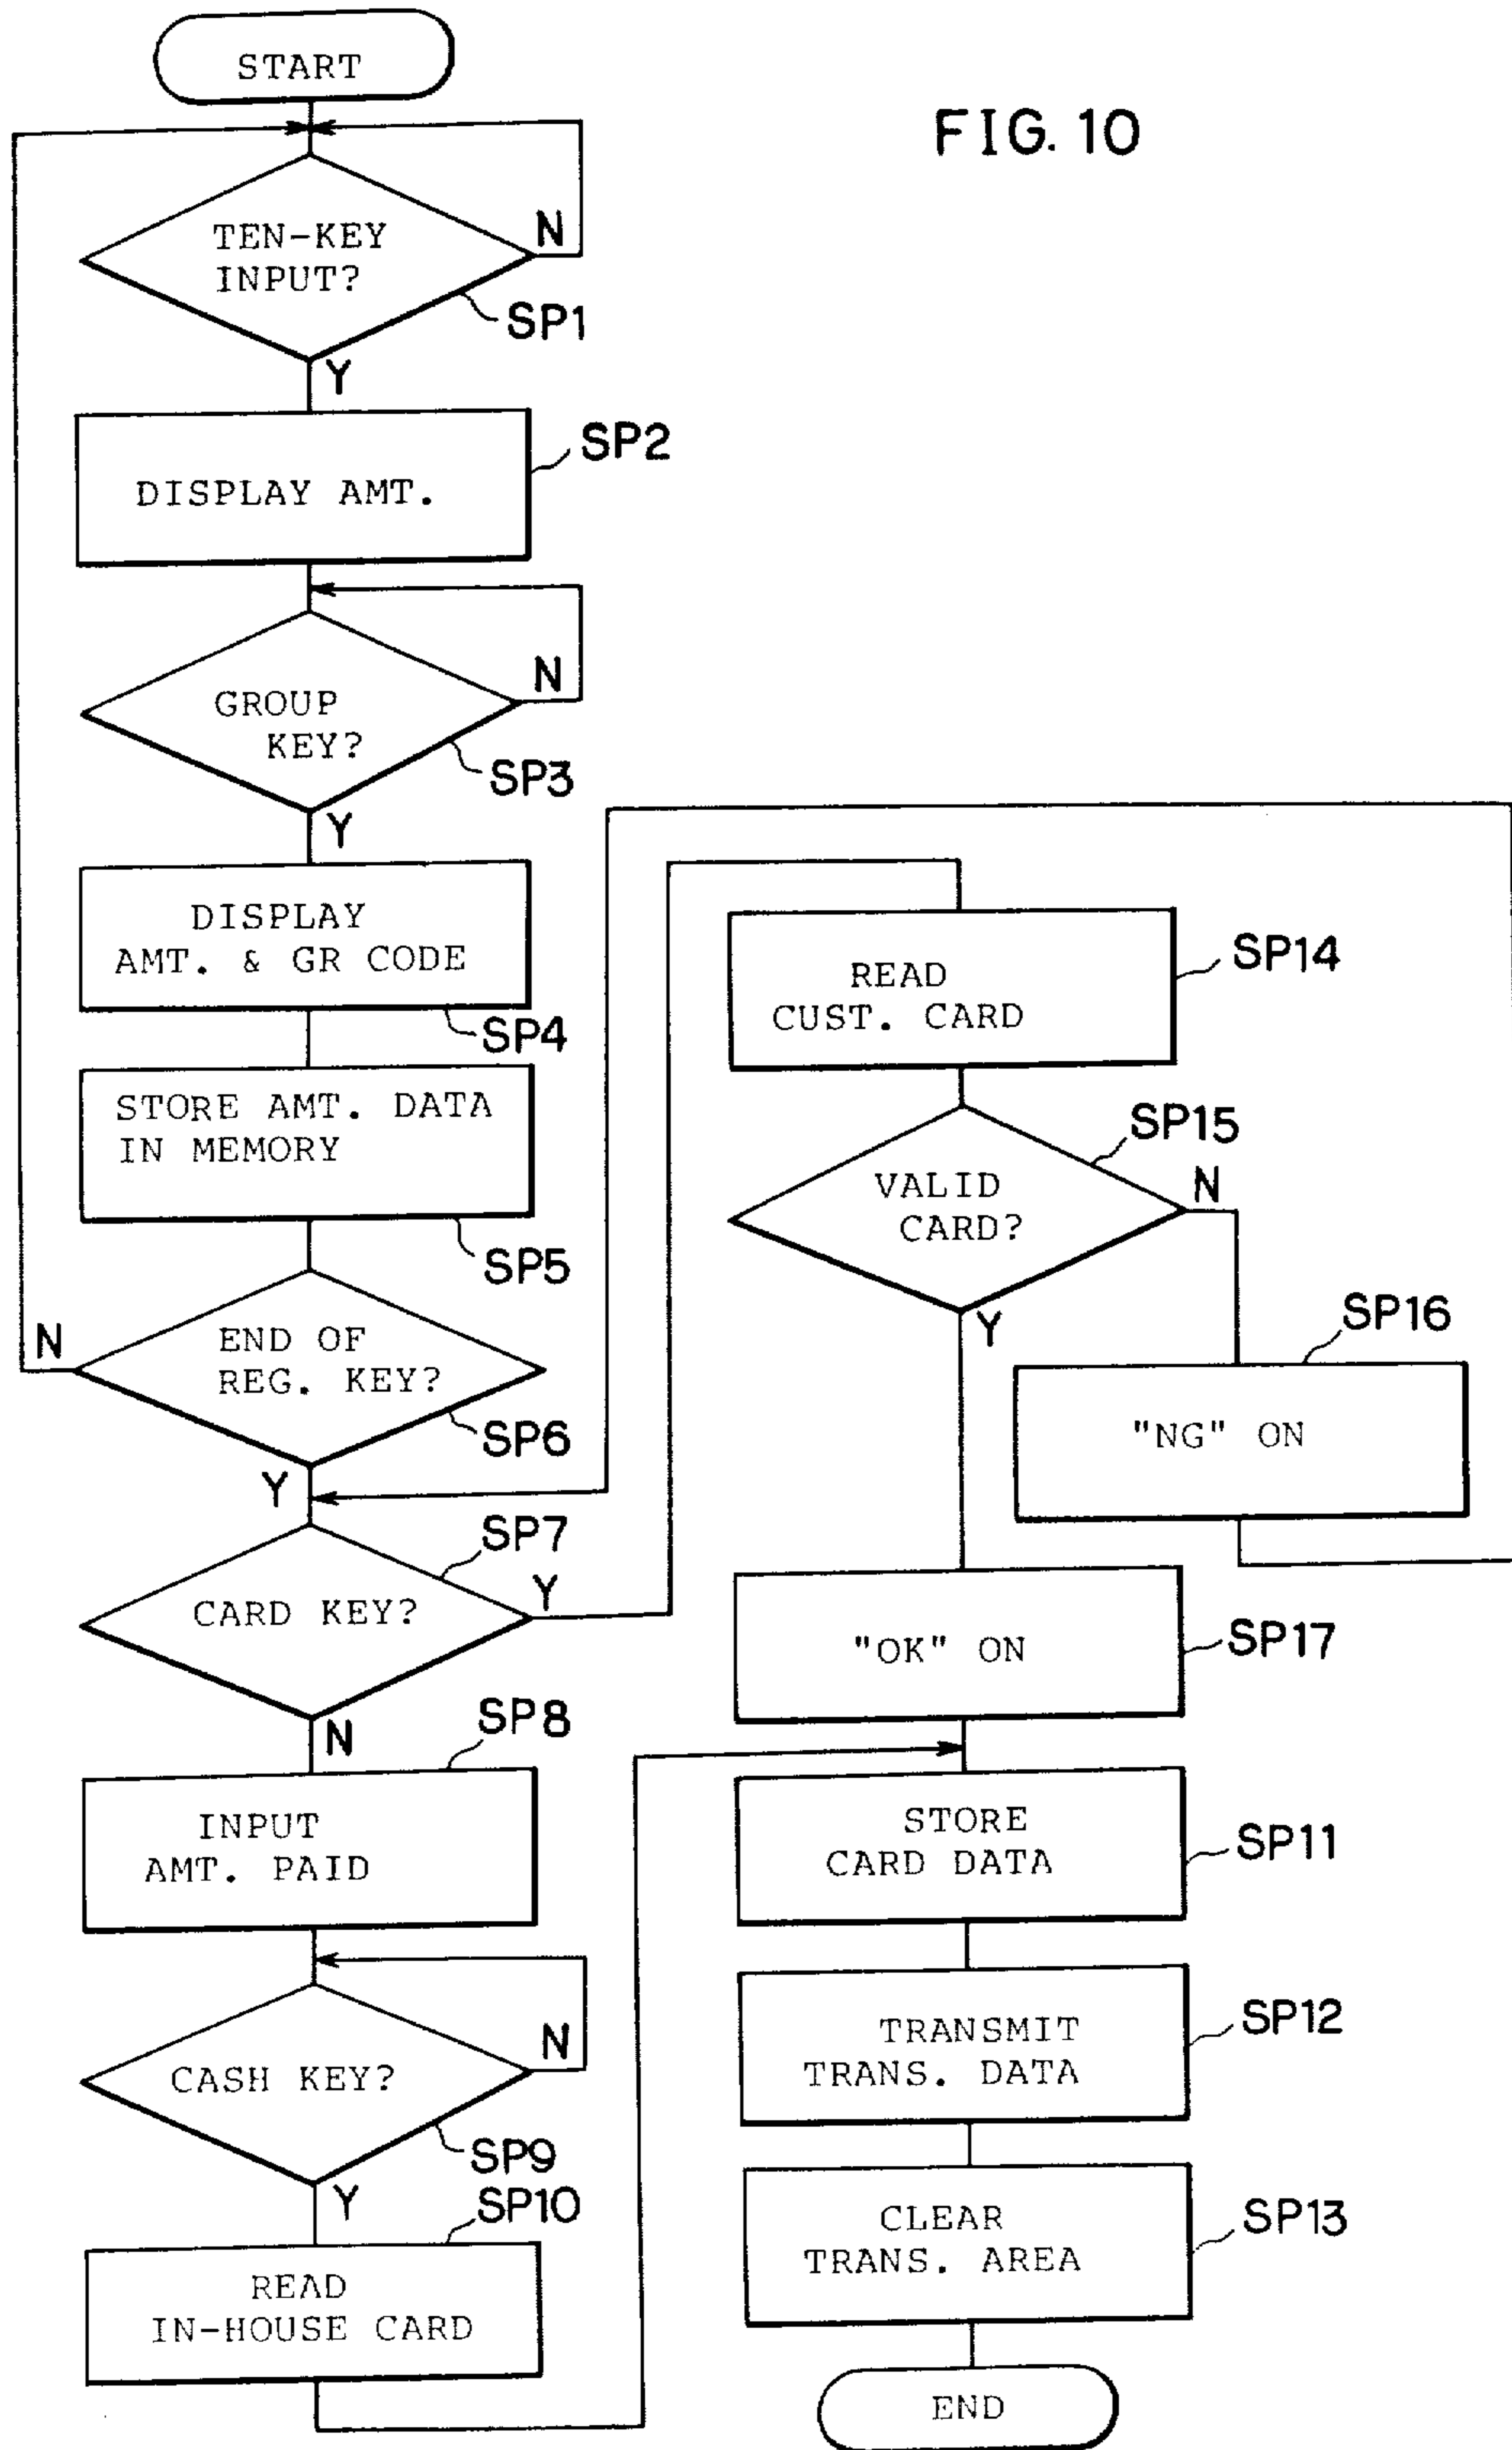 FIG. 10
START
TEN-KEY
INPUT?
N
SP1
Y
DISPLAY AMT.
SP2
GROUP
KEY?
N
SP3
Y
DISPLAY
AMT. & GR CODE
SP4
STORE AMT. DATA
IN MEMORY
SP5
END OF
REG. KEY?
N
SP6
Y
CARD KEY?
SP7
Y
N
SP8
INPUT
AMT. PAID
CASH KEY?
N
SP9
Y
SP10
READ
IN-HOUSE CARD
READ
CUST. CARD
SP14
VALID
CARD?
SP15
N
Y
SP16
"NG" ON
"OK" ON
SP17
STORE
CARD DATA
SP11
TRANSMIT
TRANS. DATA
SP12
CLEAR
TRANS. AREA
SP13
END